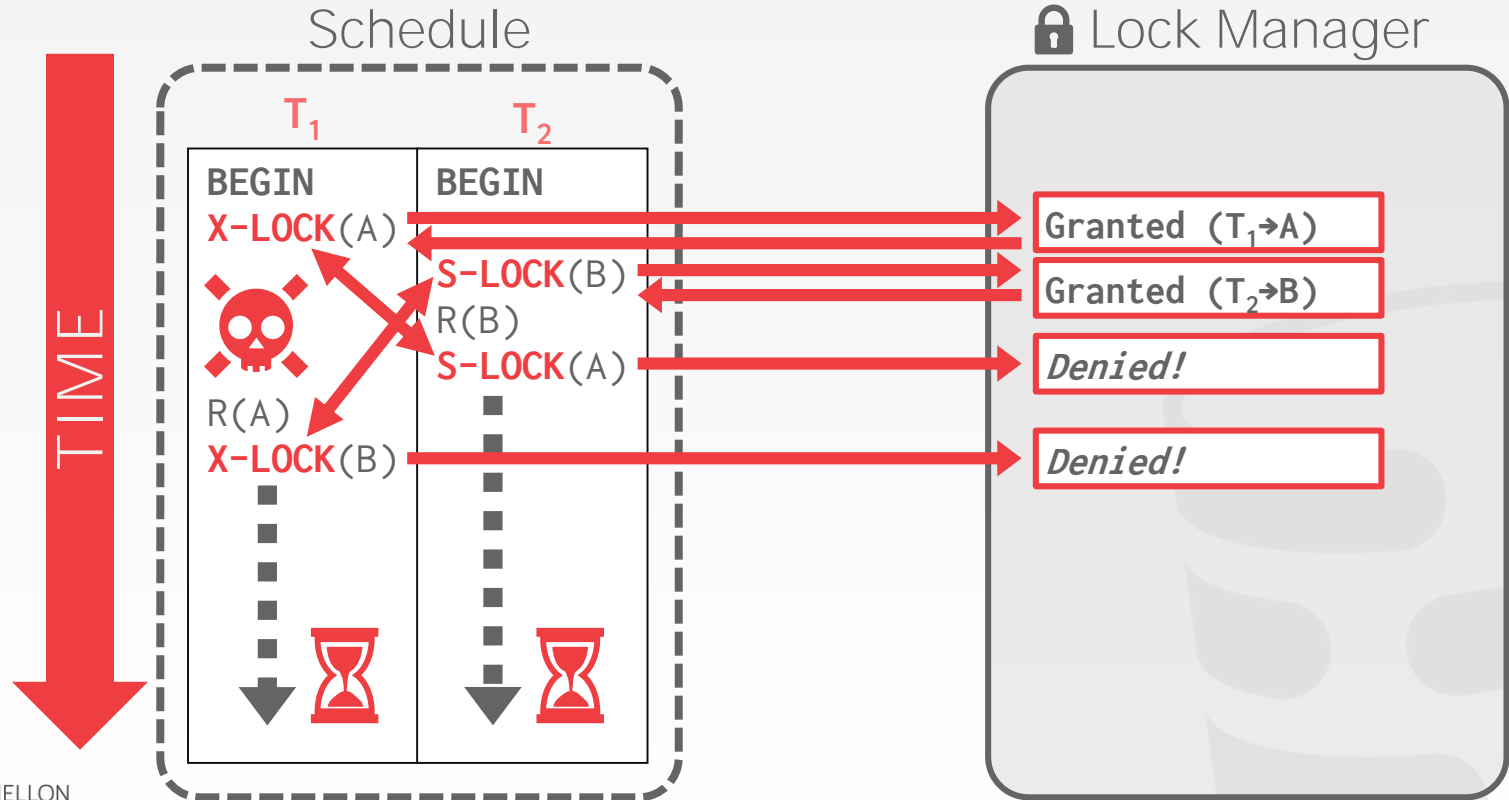 Schedule
Lock Manager
TIME
T1
T2
BEGIN
BEGIN
X-LOCK(A)
Granted (T1→A)
S-LOCK(B)
Granted (T2→B)
R(B)
S-LOCK(A)
Denied!
R(A)
X-LOCK(B)
Denied!